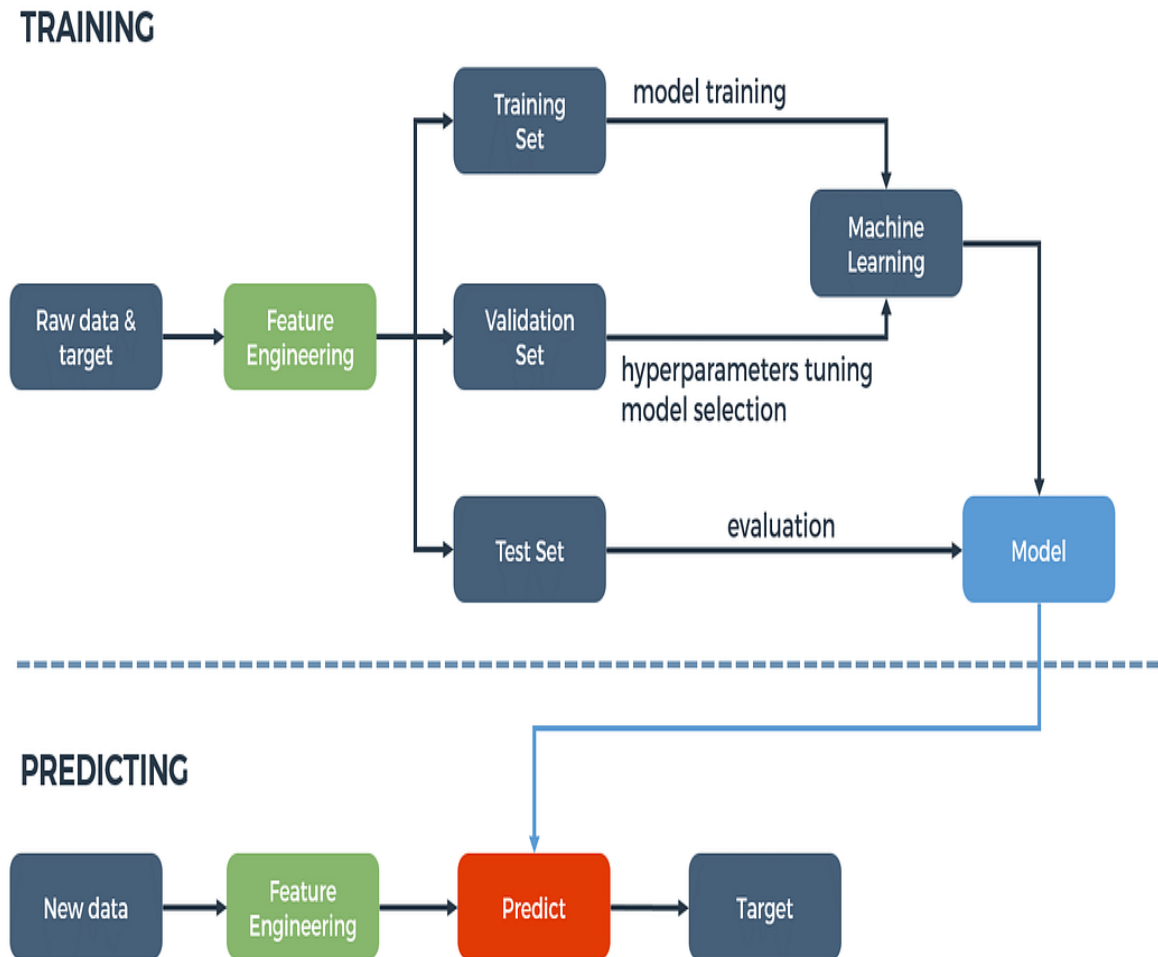 TRAINING
Training
Set
model training
Machine
Learning
Raw data &
target
Feature
Engineering
Validation
Set
hyperparameters tuning
model selection
Test Set
evaluation
Model
PREDICTING
New data
Feature
Engineering
Predict
Target